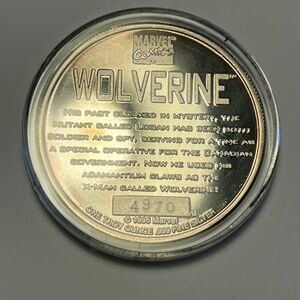 MARVEL
COMICS
WOLVERINE™
HIS PAST CLOAKED IN MYSTERY, THE
MUTANT CALLED LOGAN HAS BEEN BOTH
SOLDIER AND SPY, SERVING FOR A TIME AS
A SPECIAL OPERATIVE FOR THE CANADIAN
GOVERNMENT. NOW HE USES HIS
ADAMANTIUM CLAWS AS THE
X-MAN CALLED WOLVERINE!
4970
© Marvel
ONE TROY OUNCE .999 FINE SILVER